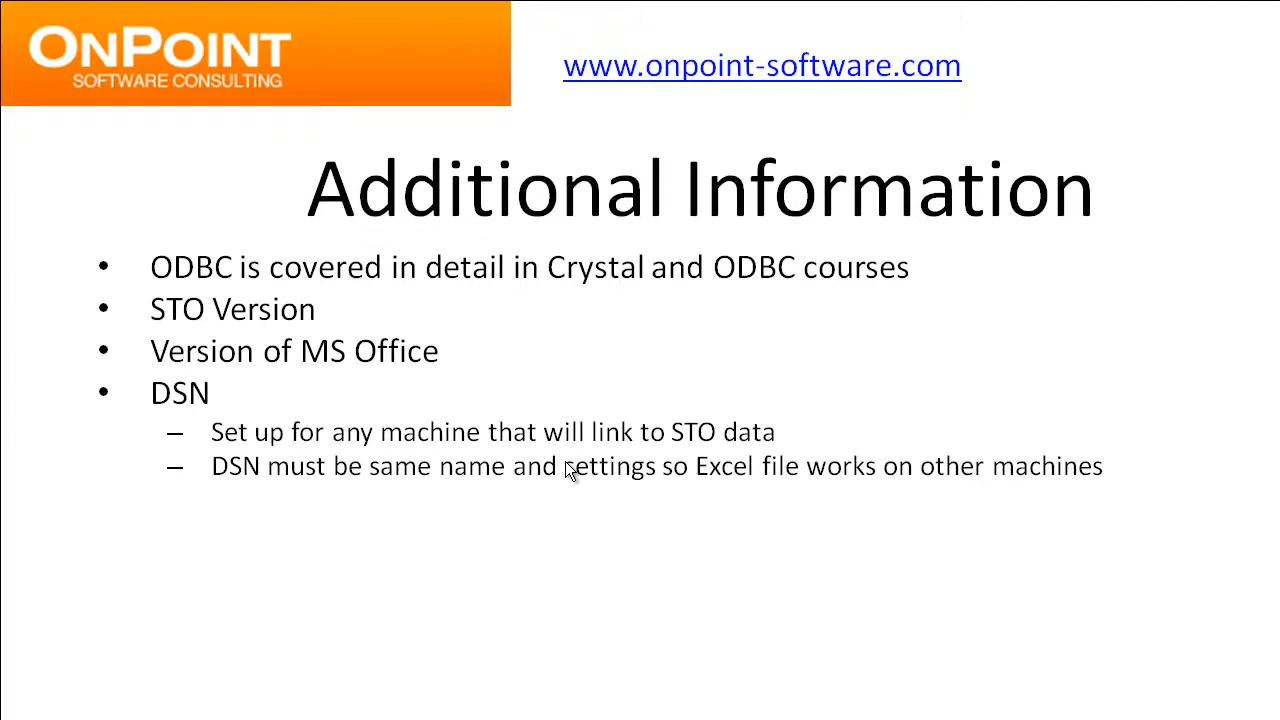 ONPOINT
SOFTWARE CONSULTING
www.onpoint-software.com
Additional Information
• ODBC is covered in detail in Crystal and ODBC courses
• STO Version
• Version of MS Office
• DSN
– Set up for any machine that will link to STO data
– DSN must be same name and settings so Excel file works on other machines